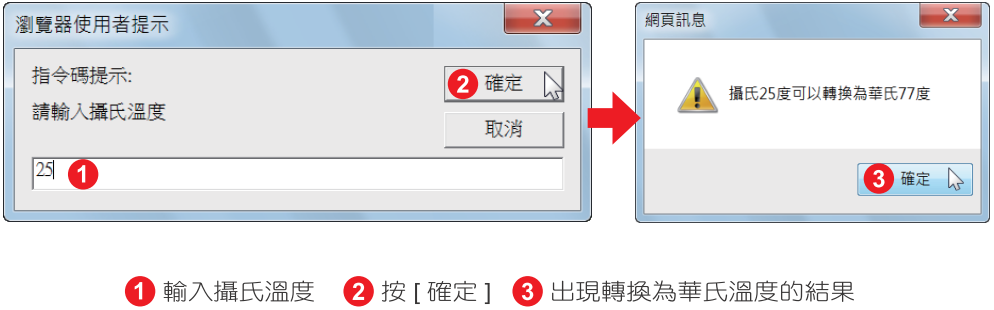 瀏覽器使用者提示
指令碼提示:
請輸入攝氏溫度
2 確定
取消
25 1
網頁訊息
攝氏25度可以轉換為華氏77度
3 確定
1 輸入攝氏溫度 2 按 [ 確定 ] 3 出現轉換為華氏溫度的結果